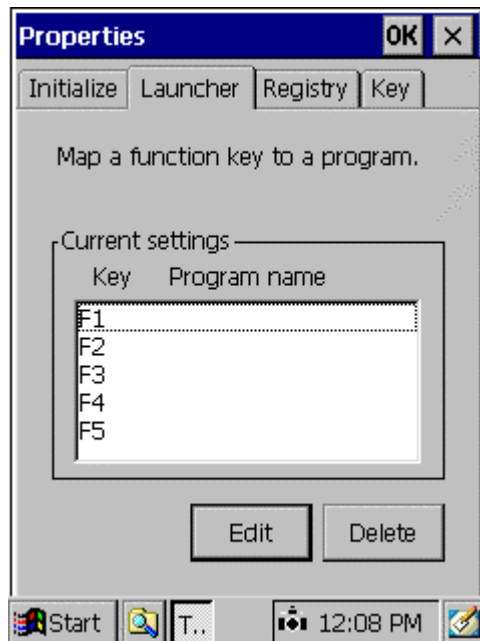 Properties OK ×
Initialize Launcher Registry Key
Map a function key to a program.
Current settings
Key Program name
F1
F2
F3
F4
F5
Edit Delete
Start T.. 12:08 PM